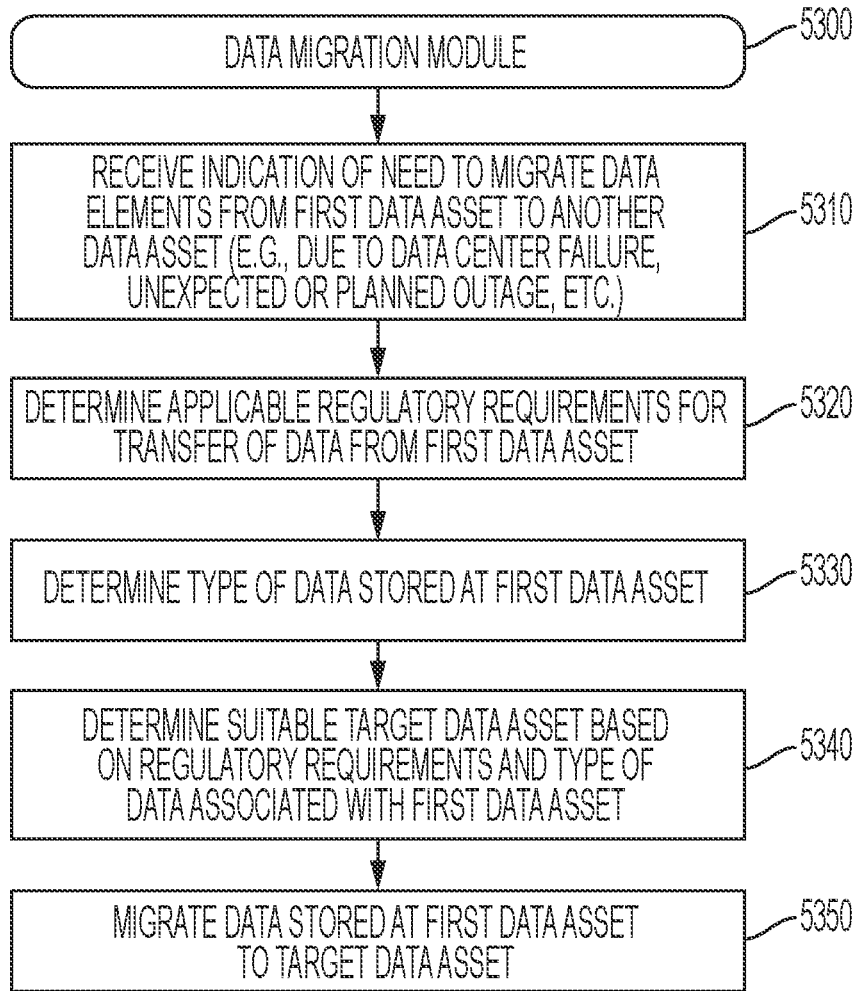 DATA MIGRATION MODULE
5300
RECEIVE INDICATION OF NEED TO MIGRATE DATA
ELEMENTS FROM FIRST DATA ASSET TO ANOTHER
DATA ASSET (E.G., DUE TO DATA CENTER FAILURE,
UNEXPECTED OR PLANNED OUTAGE, ETC.)
5310
DETERMINE APPLICABLE REGULATORY REQUIREMENTS FOR
TRANSFER OF DATA FROM FIRST DATA ASSET
5320
DETERMINE TYPE OF DATA STORED AT FIRST DATA ASSET
5330
DETERMINE SUITABLE TARGET DATA ASSET BASED
ON REGULATORY REQUIREMENTS AND TYPE OF
DATA ASSOCIATED WITH FIRST DATA ASSET
5340
MIGRATE DATA STORED AT FIRST DATA ASSET
TO TARGET DATA ASSET
5350